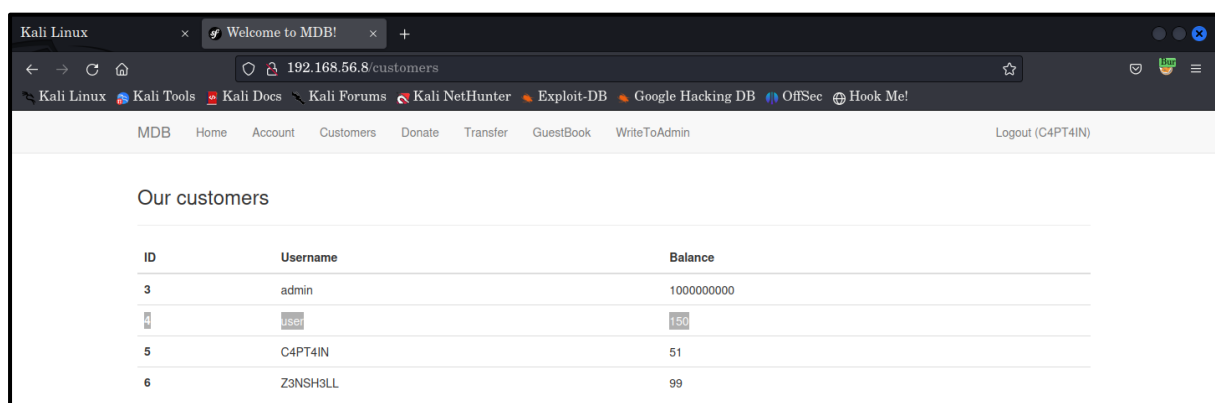 Kali Linux × Welcome to MDB! × +
192.168.56.8/customers
Kali Linux Kali Tools Kali Docs Kali Forums Kali NetHunter Exploit-DB Google Hacking DB OffSec Hook Me!
MDB Home Account Customers Donate Transfer GuestBook WriteToAdmin Logout (C4PT4IN)
Our customers
ID Username Balance
3 admin 1000000000
4 user 150
5 C4PT4IN 51
6 Z3NSH3LL 99